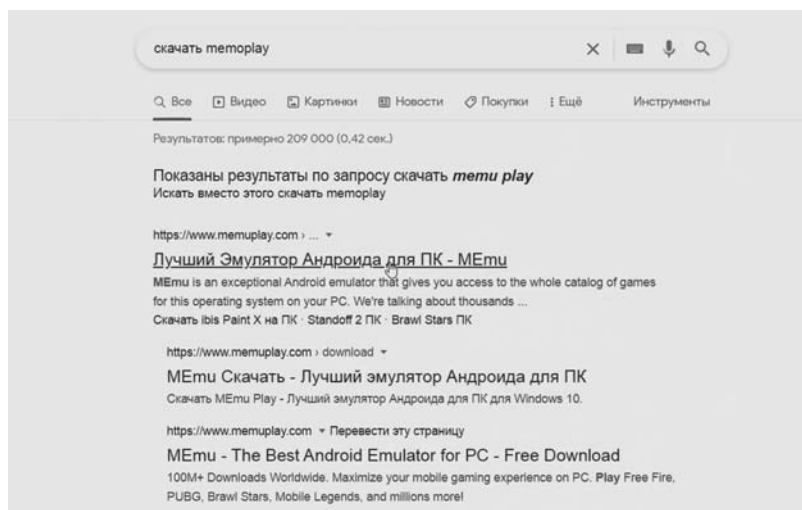 скачать memoplay
Все Видео Картинки Новости Покупки Ещё Инструменты
Результатов: примерно 209 000 (0,42 сек.)
Показаны результаты по запросу скачать memu play
Искать вместо этого скачать memoplay
https://www.memuplay.com › ...
Лучший Эмулятор Андроида для ПК - MEmu
MEmu is an exceptional Android emulator that gives you access to the whole catalog of games
for this operating system on your PC. We're talking about thousands ...
Скачать ibis Paint X на ПК · Standoff 2 ПК · Brawl Stars ПК
https://www.memuplay.com › download
MEmu Скачать - Лучший эмулятор Андроида для ПК
Скачать MEmu Play - Лучший эмулятор Андроида для ПК для Windows 10.
https://www.memuplay.com Перевести эту страницу
MEmu - The Best Android Emulator for PC - Free Download
100M+ Downloads Worldwide. Maximize your mobile gaming experience on PC. Play Free Fire,
PUBG, Brawl Stars, Mobile Legends, and millions more!